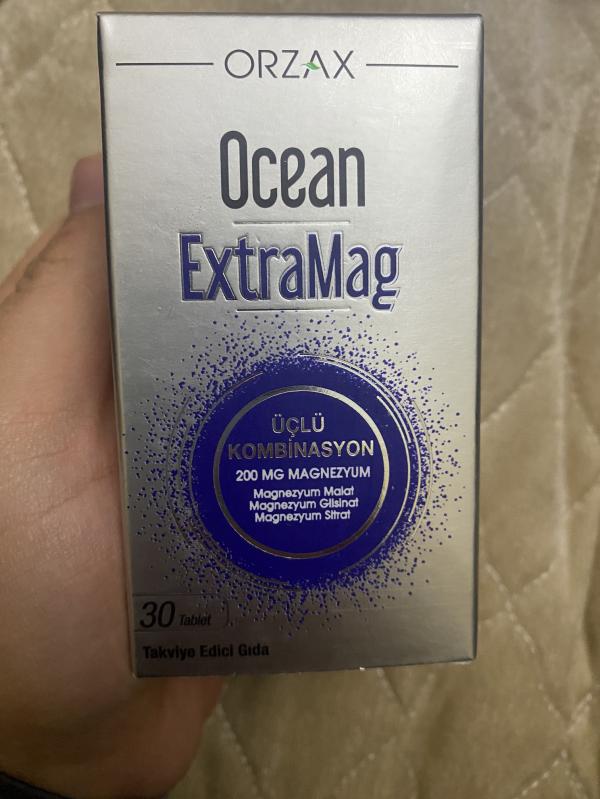 ORZAX
Ocean
ExtraMag
ÜÇLÜ
KOMBİNASYON
200 MG MAGNEZYUM
Magnezyum Malat
Magnezyum Glisinat
Magnezyum Sitrat
30 Tablet
Takviye Edici Gıda